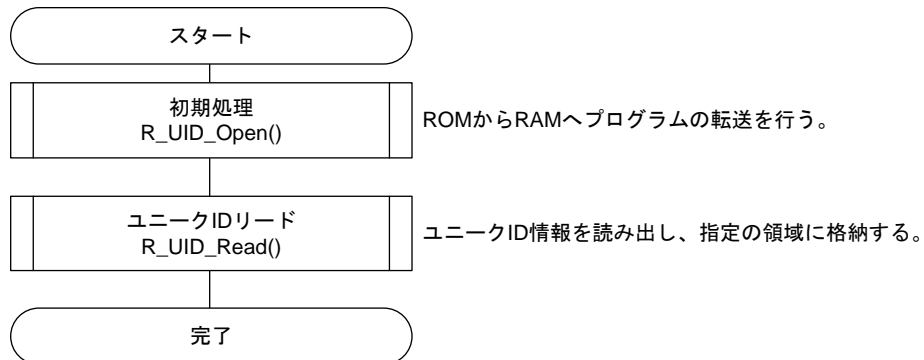 スタート
初期処理
R_UID_Open()
ROMからRAMへプログラムの転送を行う。
ユニークIDリード
R_UID_Read()
ユニークID情報を読み出し、指定の領域に格納する。
完了